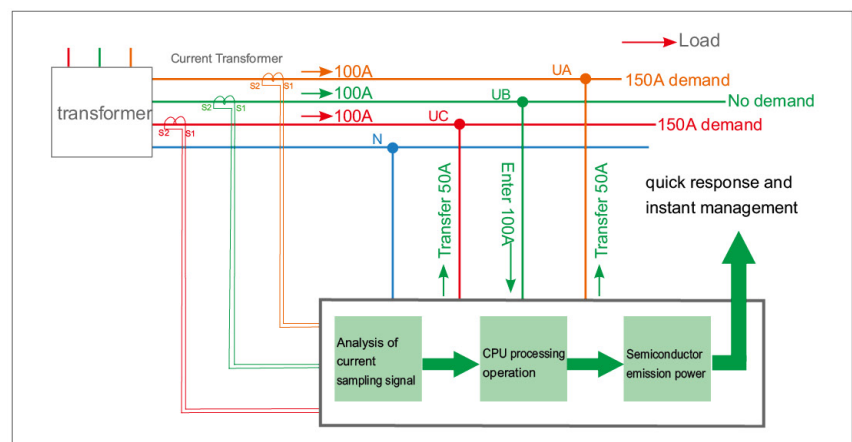 Load
Current Transformer
100A
UA
S2
S1
150A demand
transformer
100A
UB
S2
S1
No demand
100A
UC
S2
S1
150A demand
N
Transfer 50A
Enter 100A
Transfer 50A
quick response and
instant management
Analysis of
current
sampling signal
CPU processing
operation
Semiconductor
emission power